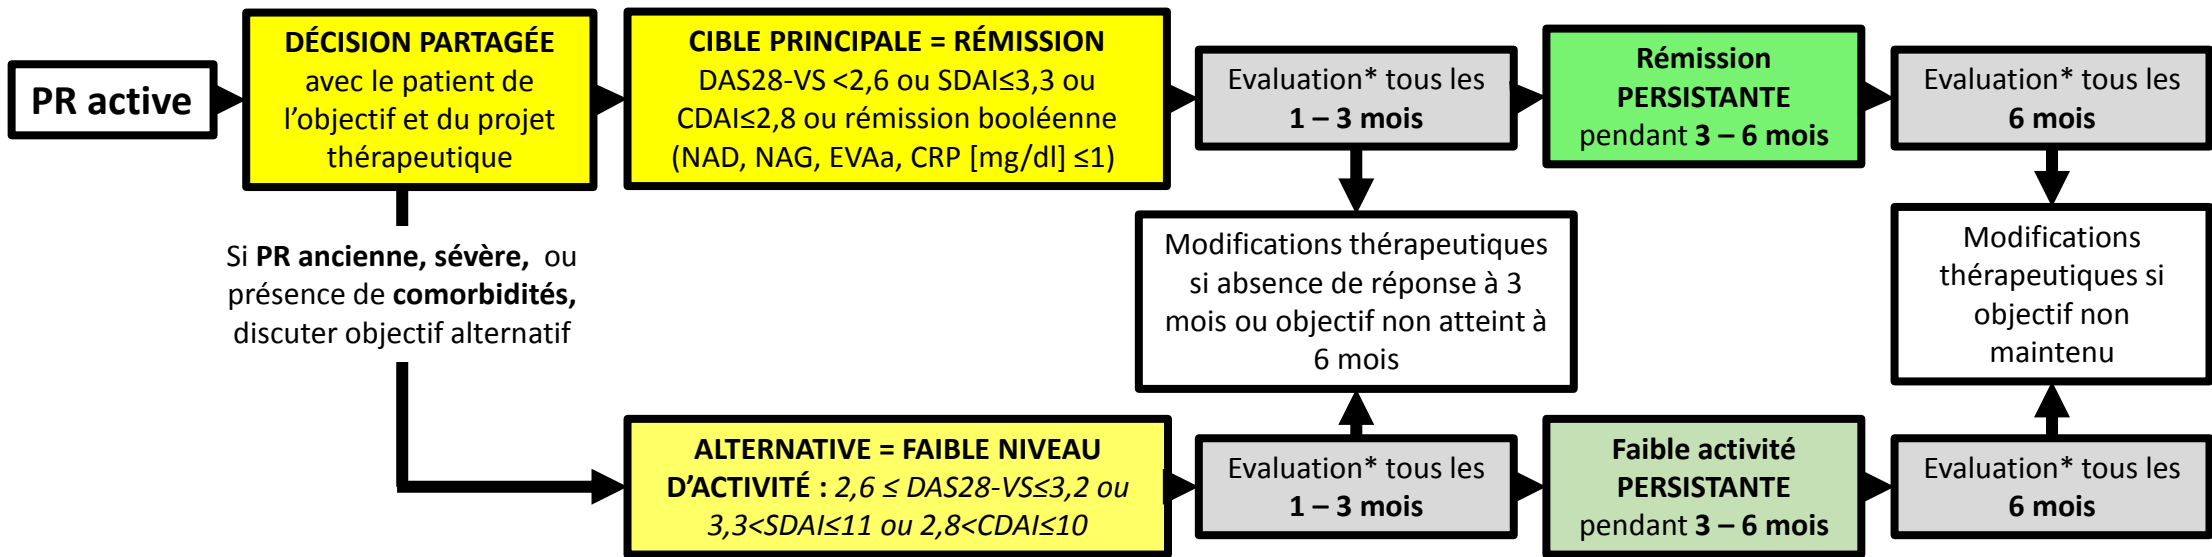 PR active
DÉCISION PARTAGÉE
avec le patient de
l’objectif et du projet
thérapeutique
CIBLE PRINCIPALE = RÉMISSION
DAS28-VS <2,6 ou SDAI≤3,3 ou
CDAI≤2,8 ou rémission booléenne
(NAD, NAG, EVAa, CRP [mg/dl] ≤1)
Evaluation* tous les
1 – 3 mois
Rémission
PERSISTANTE
pendant 3 – 6 mois
Evaluation* tous les
6 mois
Si PR ancienne, sévère, ou
présence de comorbidités,
discuter objectif alternatif
Modifications thérapeutiques
si absence de réponse à 3
mois ou objectif non atteint à
6 mois
Modifications
thérapeutiques si
objectif non
maintenu
ALTERNATIVE = FAIBLE NIVEAU
D’ACTIVITÉ : 2,6 ≤ DAS28-VS≤3,2 ou
3,3<SDAI≤11 ou 2,8<CDAI≤10
Evaluation* tous les
1 – 3 mois
Faible activité
PERSISTANTE
pendant 3 – 6 mois
Evaluation* tous les
6 mois